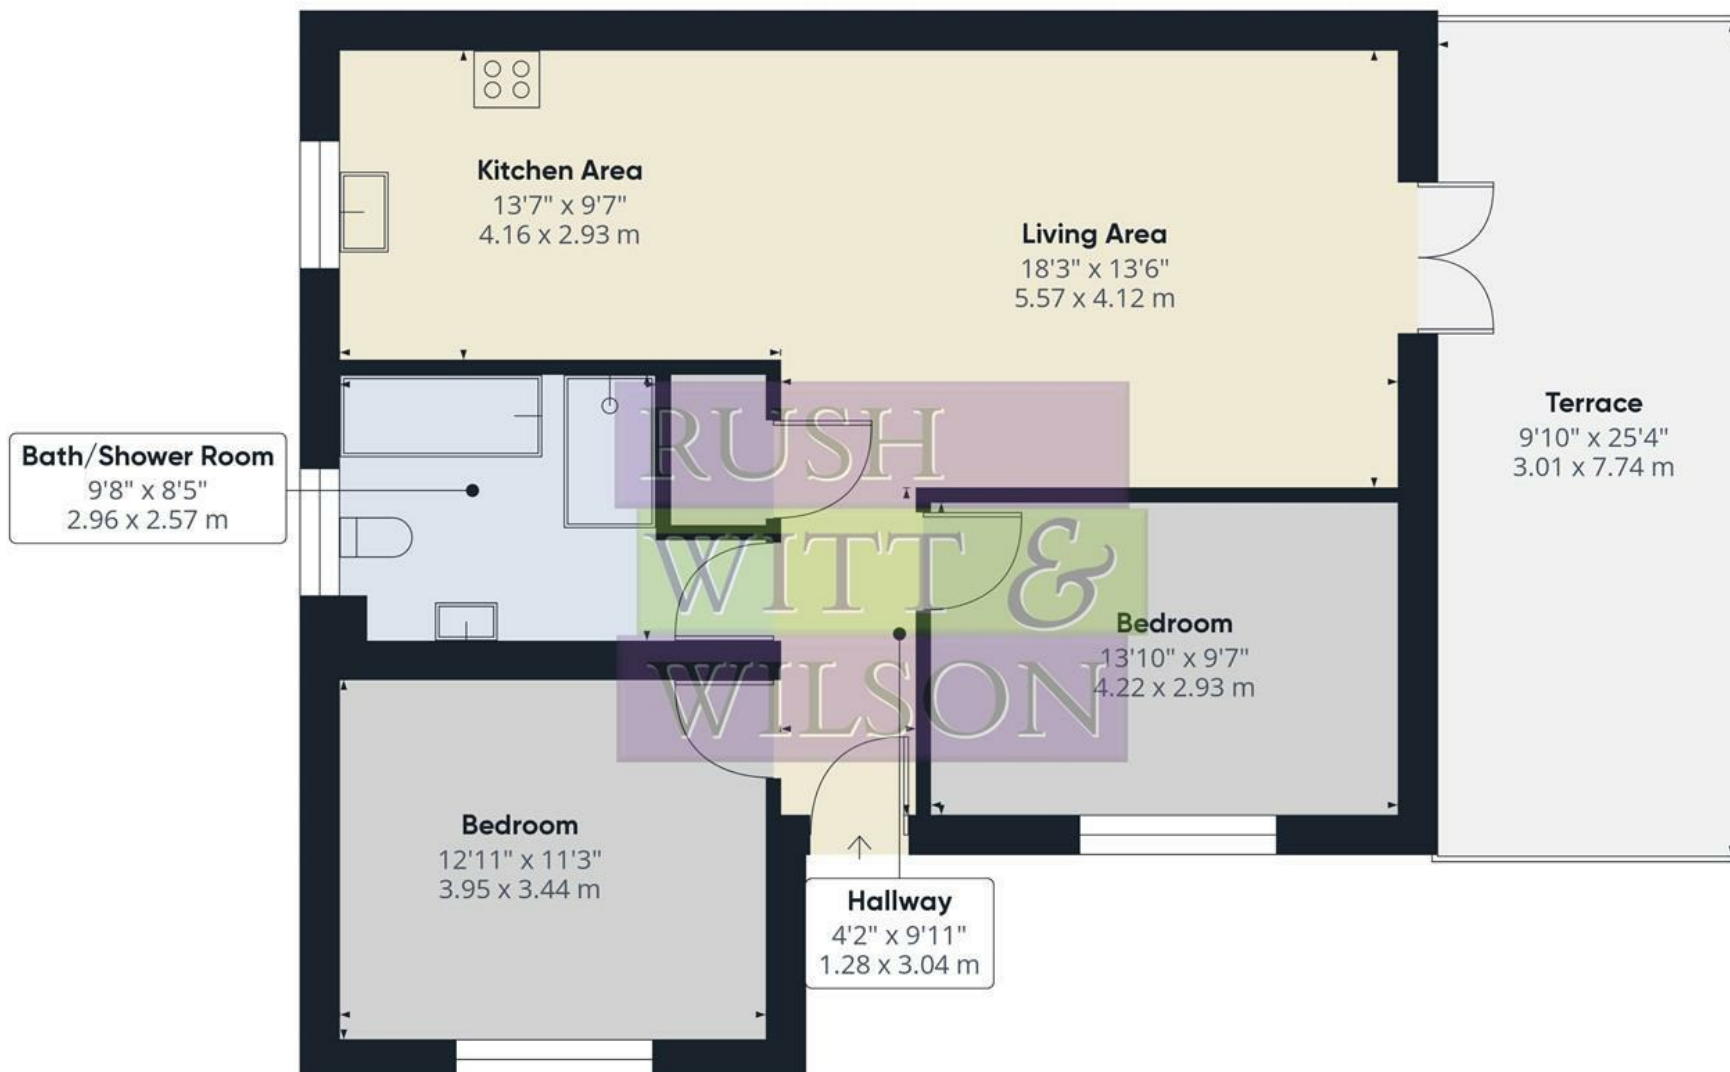 Kitchen Area
13'7" x 9'7"
4.16 x 2.93 m
Living Area
18'3" x 13'6"
5.57 x 4.12 m
Terrace
9'10" x 25'4"
3.01 x 7.74 m
Bath/Shower Room
9'8" x 8'5"
2.96 x 2.57 m
RUSH
WITT &
WILSON
Bedroom
13'10" x 9'7"
4.22 x 2.93 m
Bedroom
12'11" x 11'3"
3.95 x 3.44 m
Hallway
4'2" x 9'11"
1.28 x 3.04 m